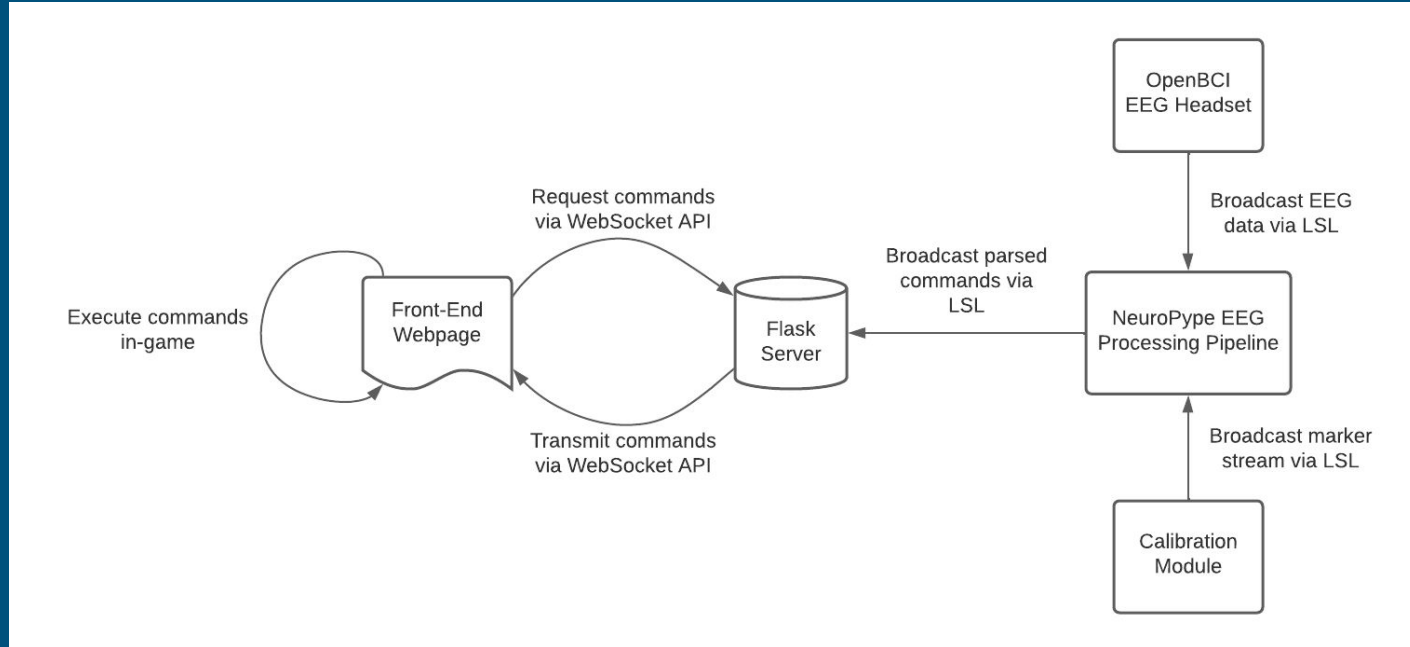 OpenBCI
EEG Headset
Request commands
via WebSocket API
Broadcast EEG
data via LSL
Broadcast parsed
commands via
LSL
Execute commands
in-game
Front-End
Webpage
Flask
Server
NeuroPype EEG
Processing Pipeline
Transmit commands
via WebSocket API
Broadcast marker
stream via LSL
Calibration
Module